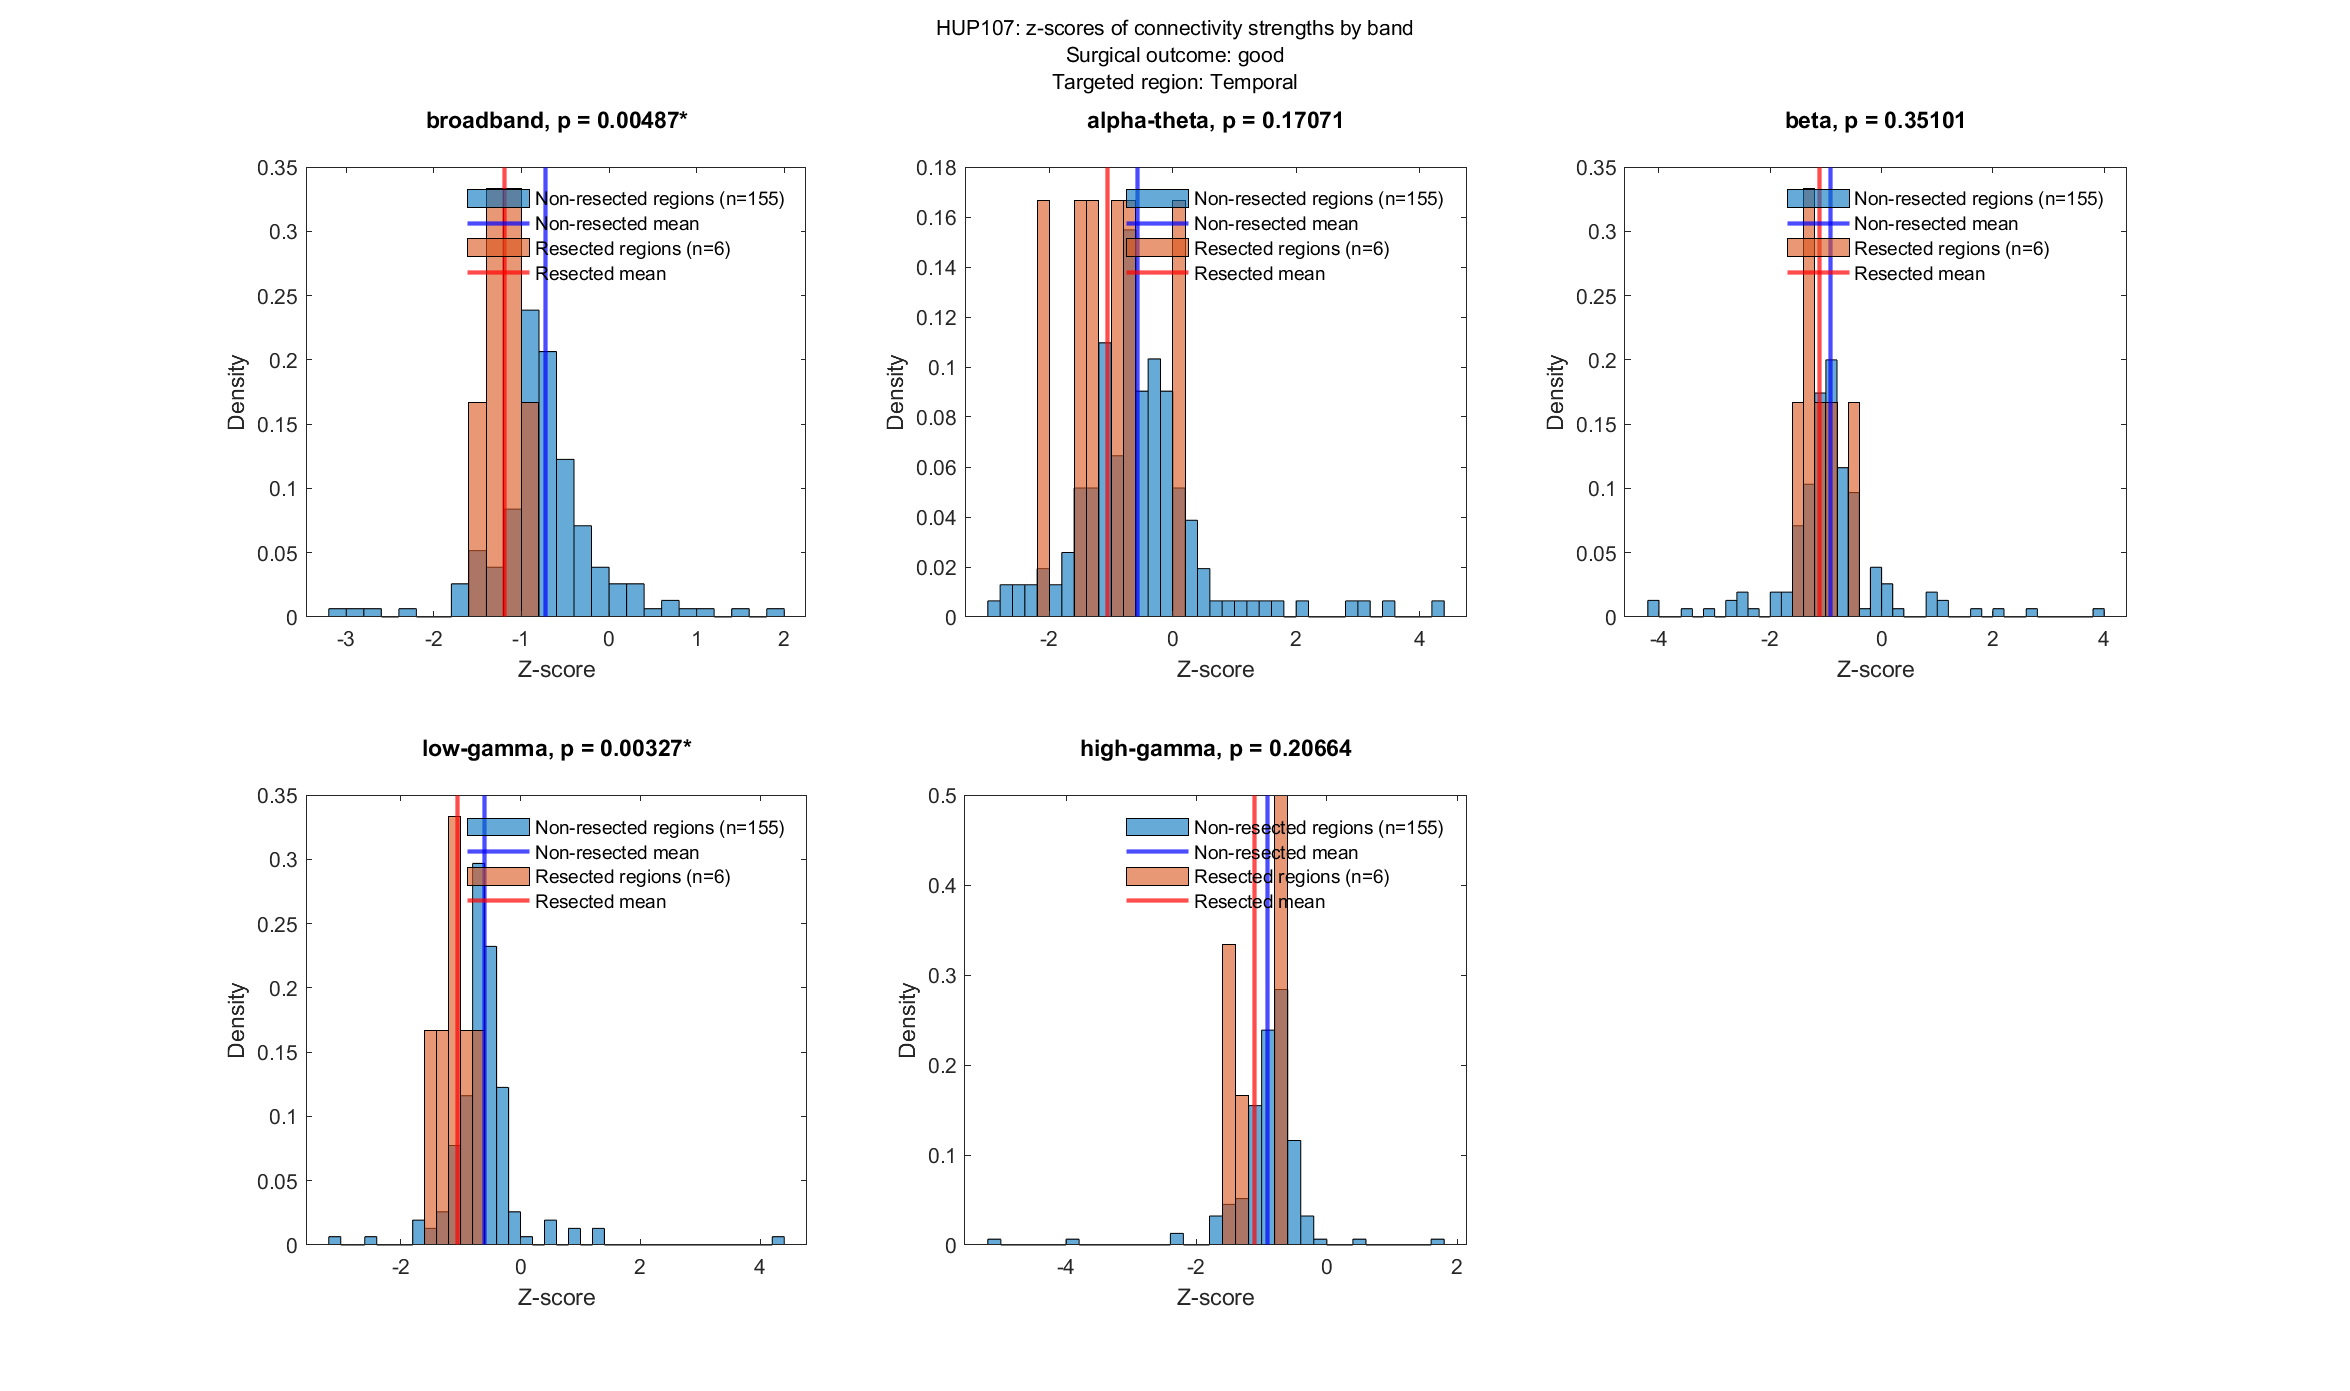 HUP107: z-scores of connectivity strengths by band
Surgical outcome: good
Targeted region: Temporal
broadband, p = 0.00487*
0.35
0.3
0.25
0.2
0.15
0.1
0.05
0
Density
-3 -2 -1 0 1 2
Z-score
Non-resected regions (n=155)
Non-resected mean
Resected regions (n=6)
Resected mean
alpha-theta, p = 0.17071
0.18
0.16
0.14
0.12
0.1
0.08
0.06
0.04
0.02
0
Density
-2 0 2 4
Z-score
Non-resected regions (n=155)
Non-resected mean
Resected regions (n=6)
Resected mean
beta, p = 0.35101
0.35
0.3
0.25
0.2
0.15
0.1
0.05
0
Density
-4 -2 0 2 4
Z-score
Non-resected regions (n=155)
Non-resected mean
Resected regions (n=6)
Resected mean
low-gamma, p = 0.00327*
0.35
0.3
0.25
0.2
0.15
0.1
0.05
0
Density
-2 0 2 4
Z-score
Non-resected regions (n=155)
Non-resected mean
Resected regions (n=6)
Resected mean
high-gamma, p = 0.20664
0.5
0.4
0.3
0.2
0.1
0
Density
-4 -2 0 2
Z-score
Non-resected regions (n=155)
Non-resected mean
Resected regions (n=6)
Resected mean